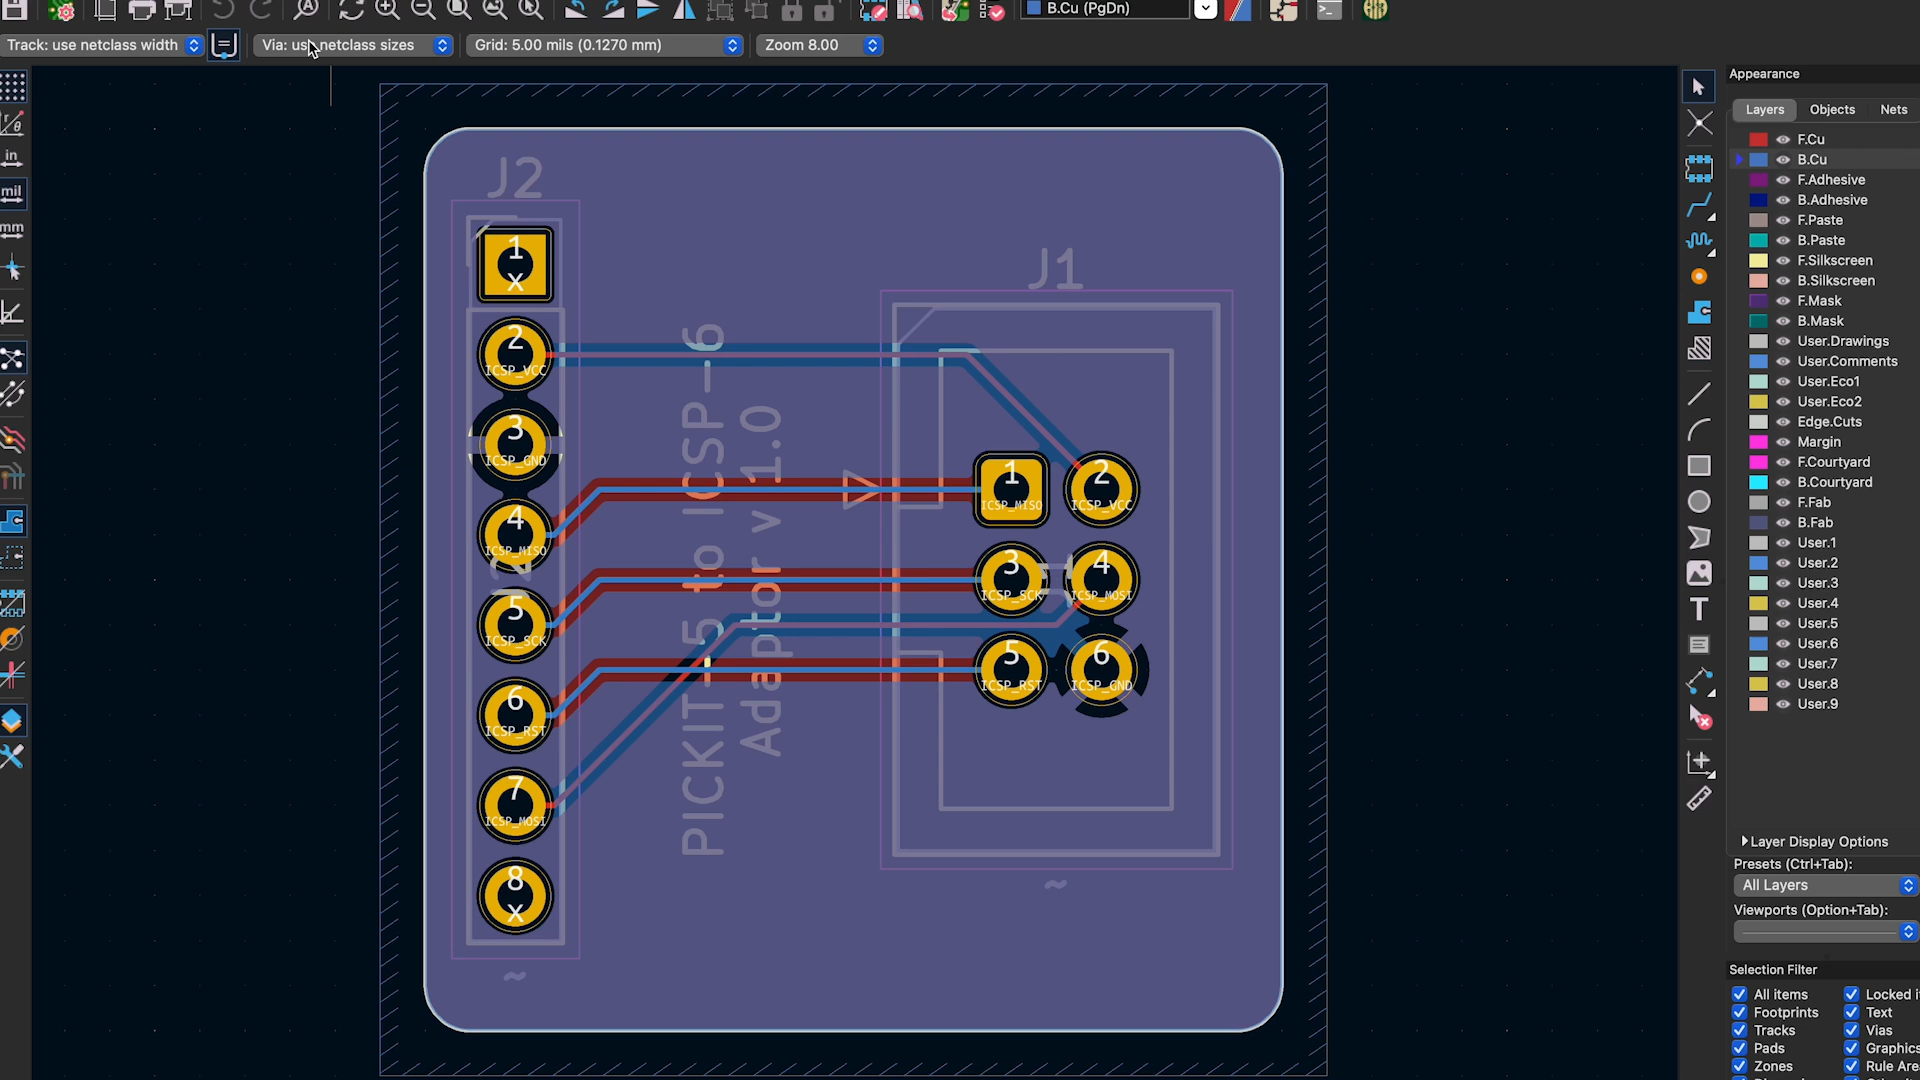 B.Cu (PgDn)
Track: use netclass width
Via: use netclass sizes
Grid: 5.00 mils (0.1270 mm)
Zoom 8.00
in
mil
mm
Appearance
Layers
Objects
Nets
F.Cu
B.Cu
F.Adhesive
B.Adhesive
F.Paste
B.Paste
F.Silkscreen
B.Silkscreen
F.Mask
B.Mask
User.Drawings
User.Comments
User.Eco1
User.Eco2
Edge.Cuts
Margin
F.Courtyard
B.Courtyard
F.Fab
B.Fab
User.1
User.2
User.3
User.4
User.5
User.6
User.7
User.8
User.9
Layer Display Options
Presets (Ctrl+Tab):
All Layers
Viewports (Option+Tab):
Selection Filter
All items
Locked i
Footprints
Text
Tracks
Vias
Pads
Graphics
Zones
Rule Are
J2
1
x
2
ICSP_VCC
3
ICSP_GND
4
ICSP_MISO
5
ICSP_SCK
6
ICSP_RST
7
ICSP_MOSI
8
x
~
PICKIT-5 to ICSP-6
Adaptor v1.0
J1
1
ICSP_MISO
2
ICSP_VCC
3
ICSP_SCK
4
ICSP_MOSI
5
ICSP_RST
6
ICSP_GND
~